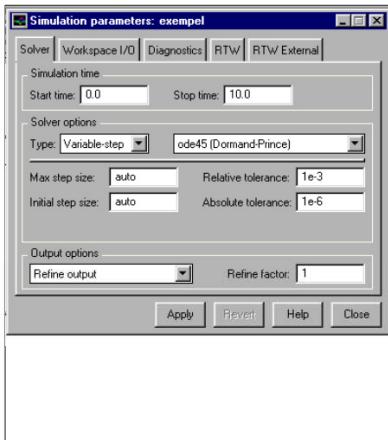 Simulation parameters: exempel
Solver Workspace I/O Diagnostics RTW RTW External
Simulation time
Start time: 0.0 Stop time: 10.0
Solver options
Type: Variable-step ode45 (Dormand-Prince)
Max step size: auto Relative tolerance: 1e-3
Initial step size: auto Absolute tolerance: 1e-6
Output options
Refine output Refine factor: 1
Apply Revert Help Close